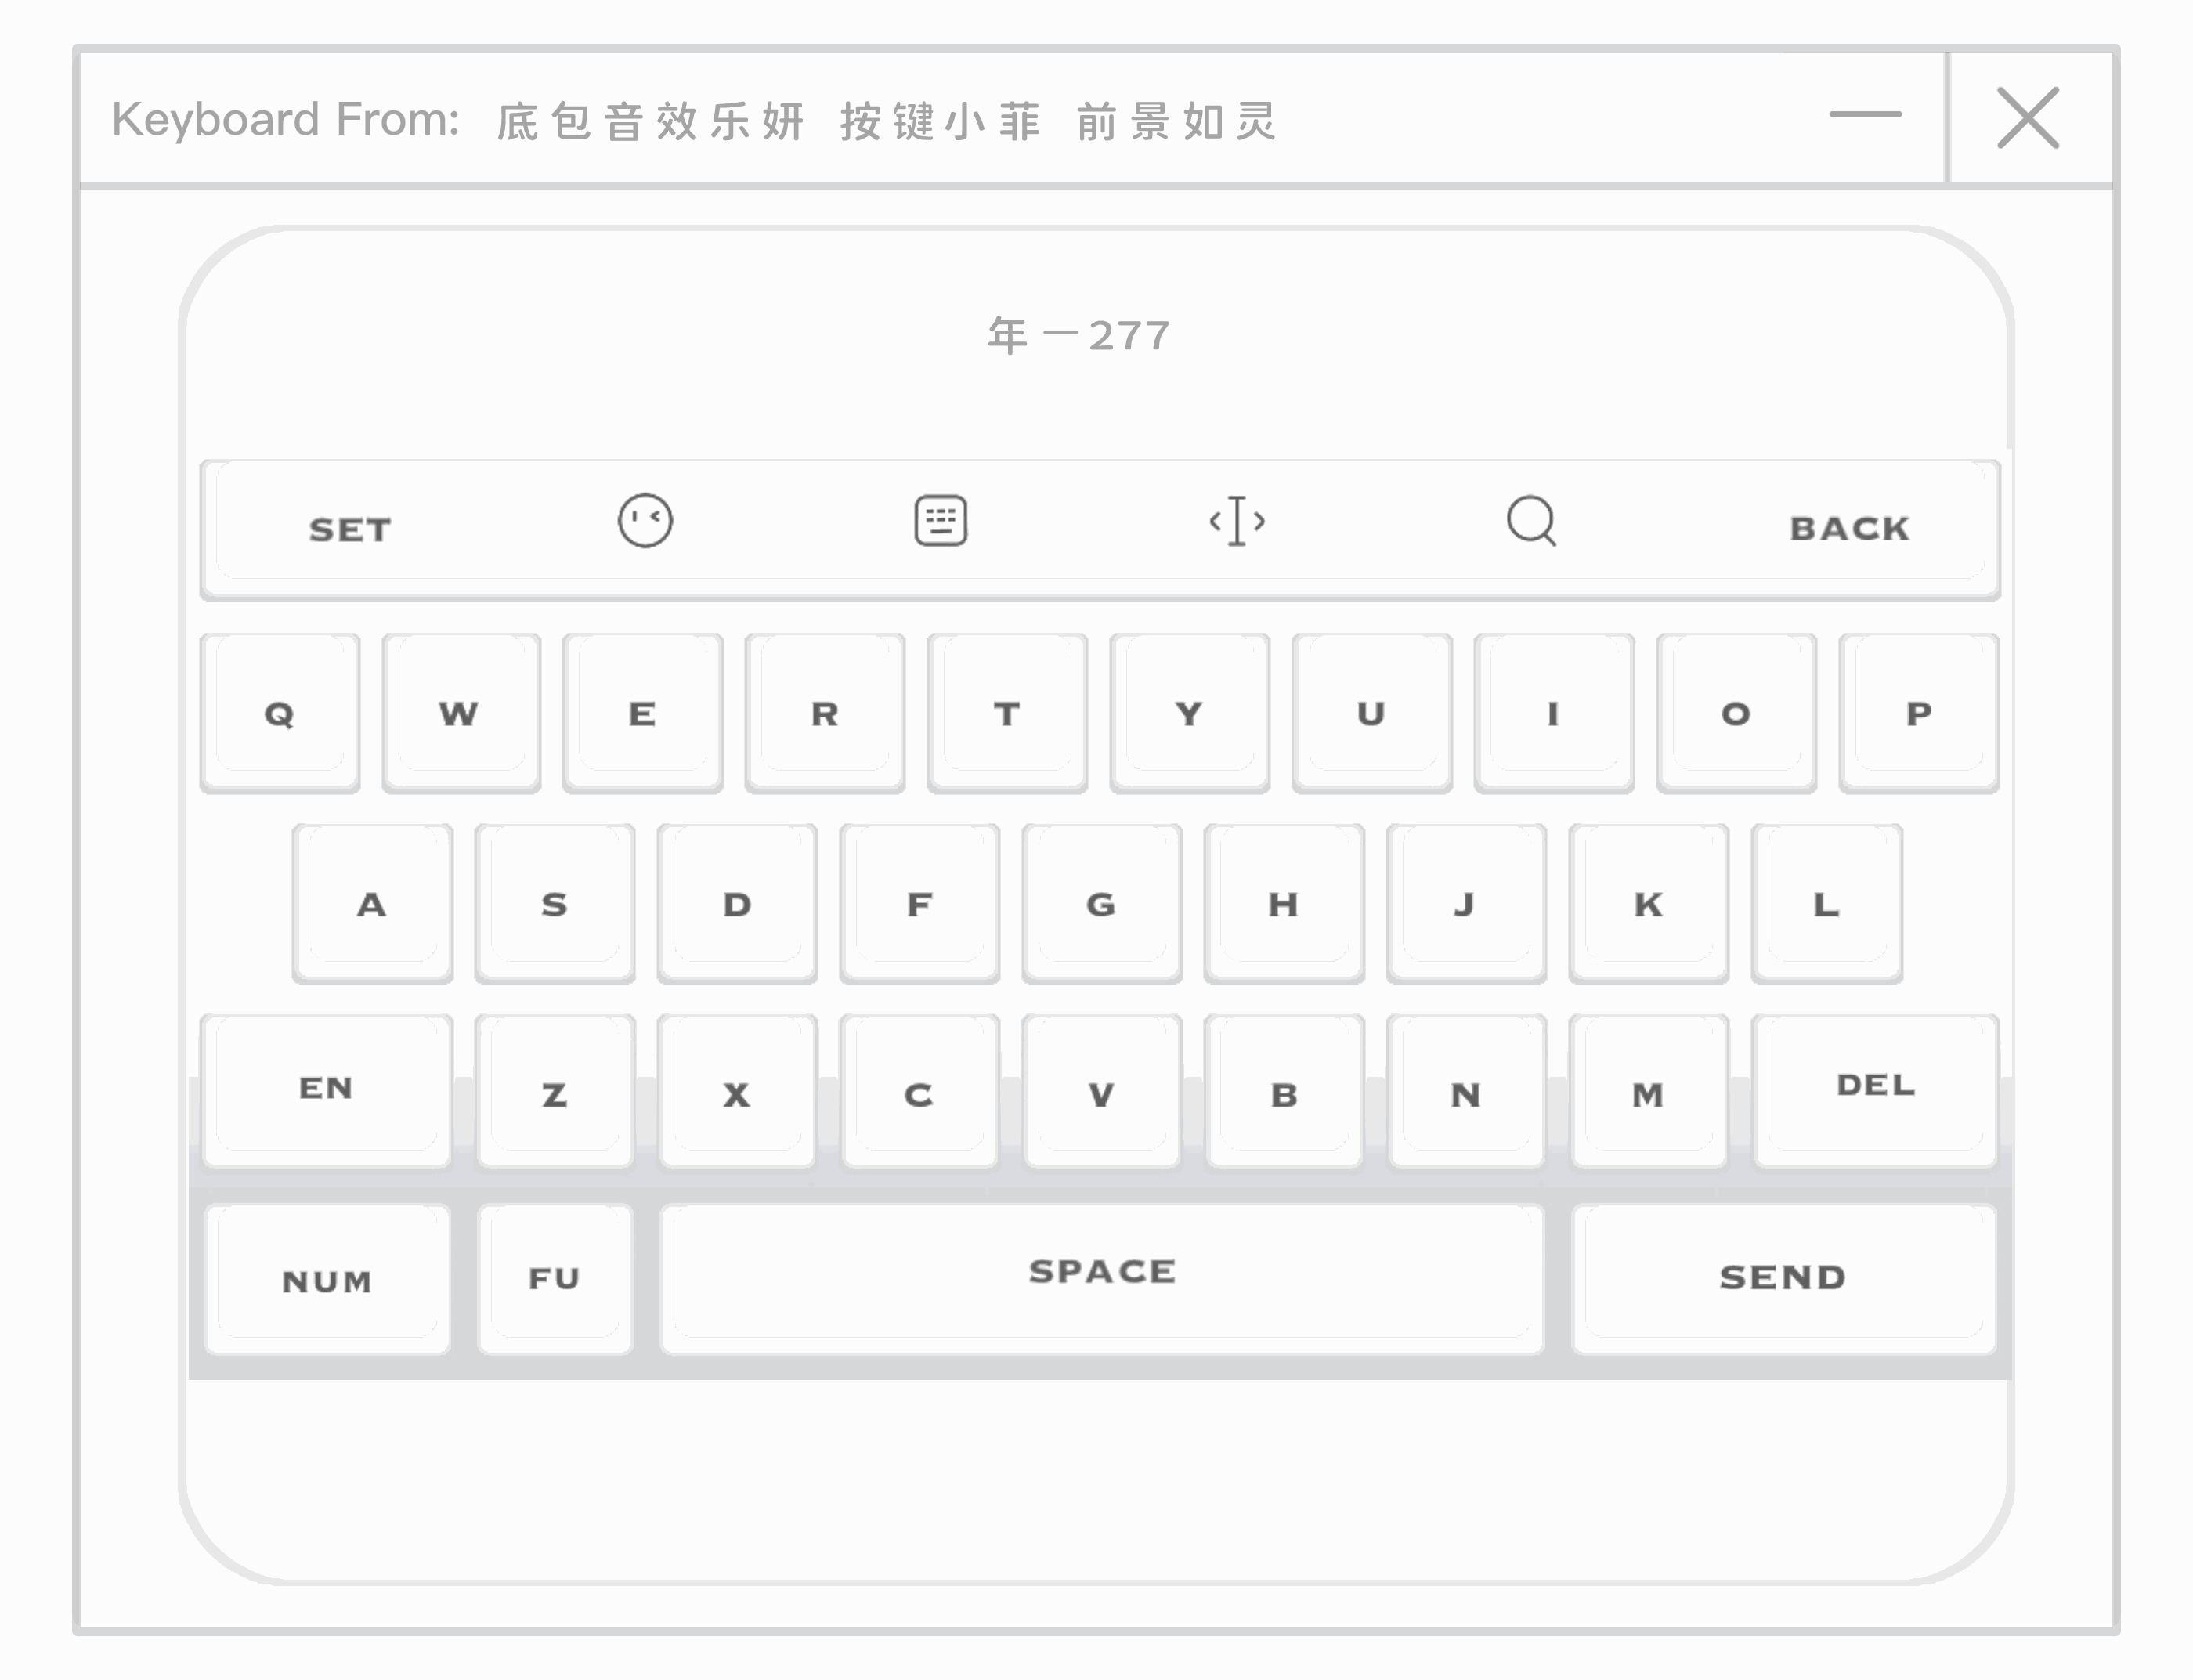 Keyboard From: 底包音效乐妍 按键小菲 前景如灵
年一277
SET BACK
Q W E R T Y U I O P
A S D F G H J K L
EN Z X C V B N M DEL
NUM FU SPACE SEND